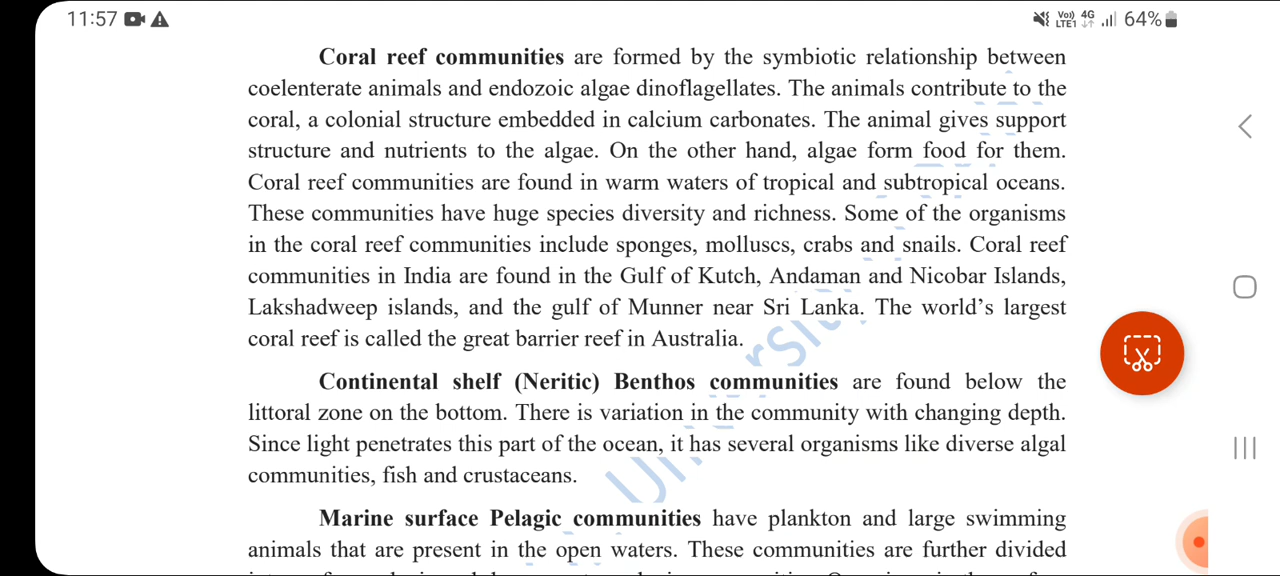 11:57
Vo) LTE1 4G 64%
Coral reef communities are formed by the symbiotic relationship between
coelenterate animals and endozoic algae dinoflagellates. The animals contribute to the
coral, a colonial structure embedded in calcium carbonates. The animal gives support
structure and nutrients to the algae. On the other hand, algae form food for them.
Coral reef communities are found in warm waters of tropical and subtropical oceans.
These communities have huge species diversity and richness. Some of the organisms
in the coral reef communities include sponges, molluscs, crabs and snails. Coral reef
communities in India are found in the Gulf of Kutch, Andaman and Nicobar Islands,
Lakshadweep islands, and the gulf of Munner near Sri Lanka. The world’s largest
coral reef is called the great barrier reef in Australia.
Continental shelf (Neritic) Benthos communities are found below the
littoral zone on the bottom. There is variation in the community with changing depth.
Since light penetrates this part of the ocean, it has several organisms like diverse algal
communities, fish and crustaceans.
Marine surface Pelagic communities have plankton and large swimming
animals that are present in the open waters. These communities are further divided